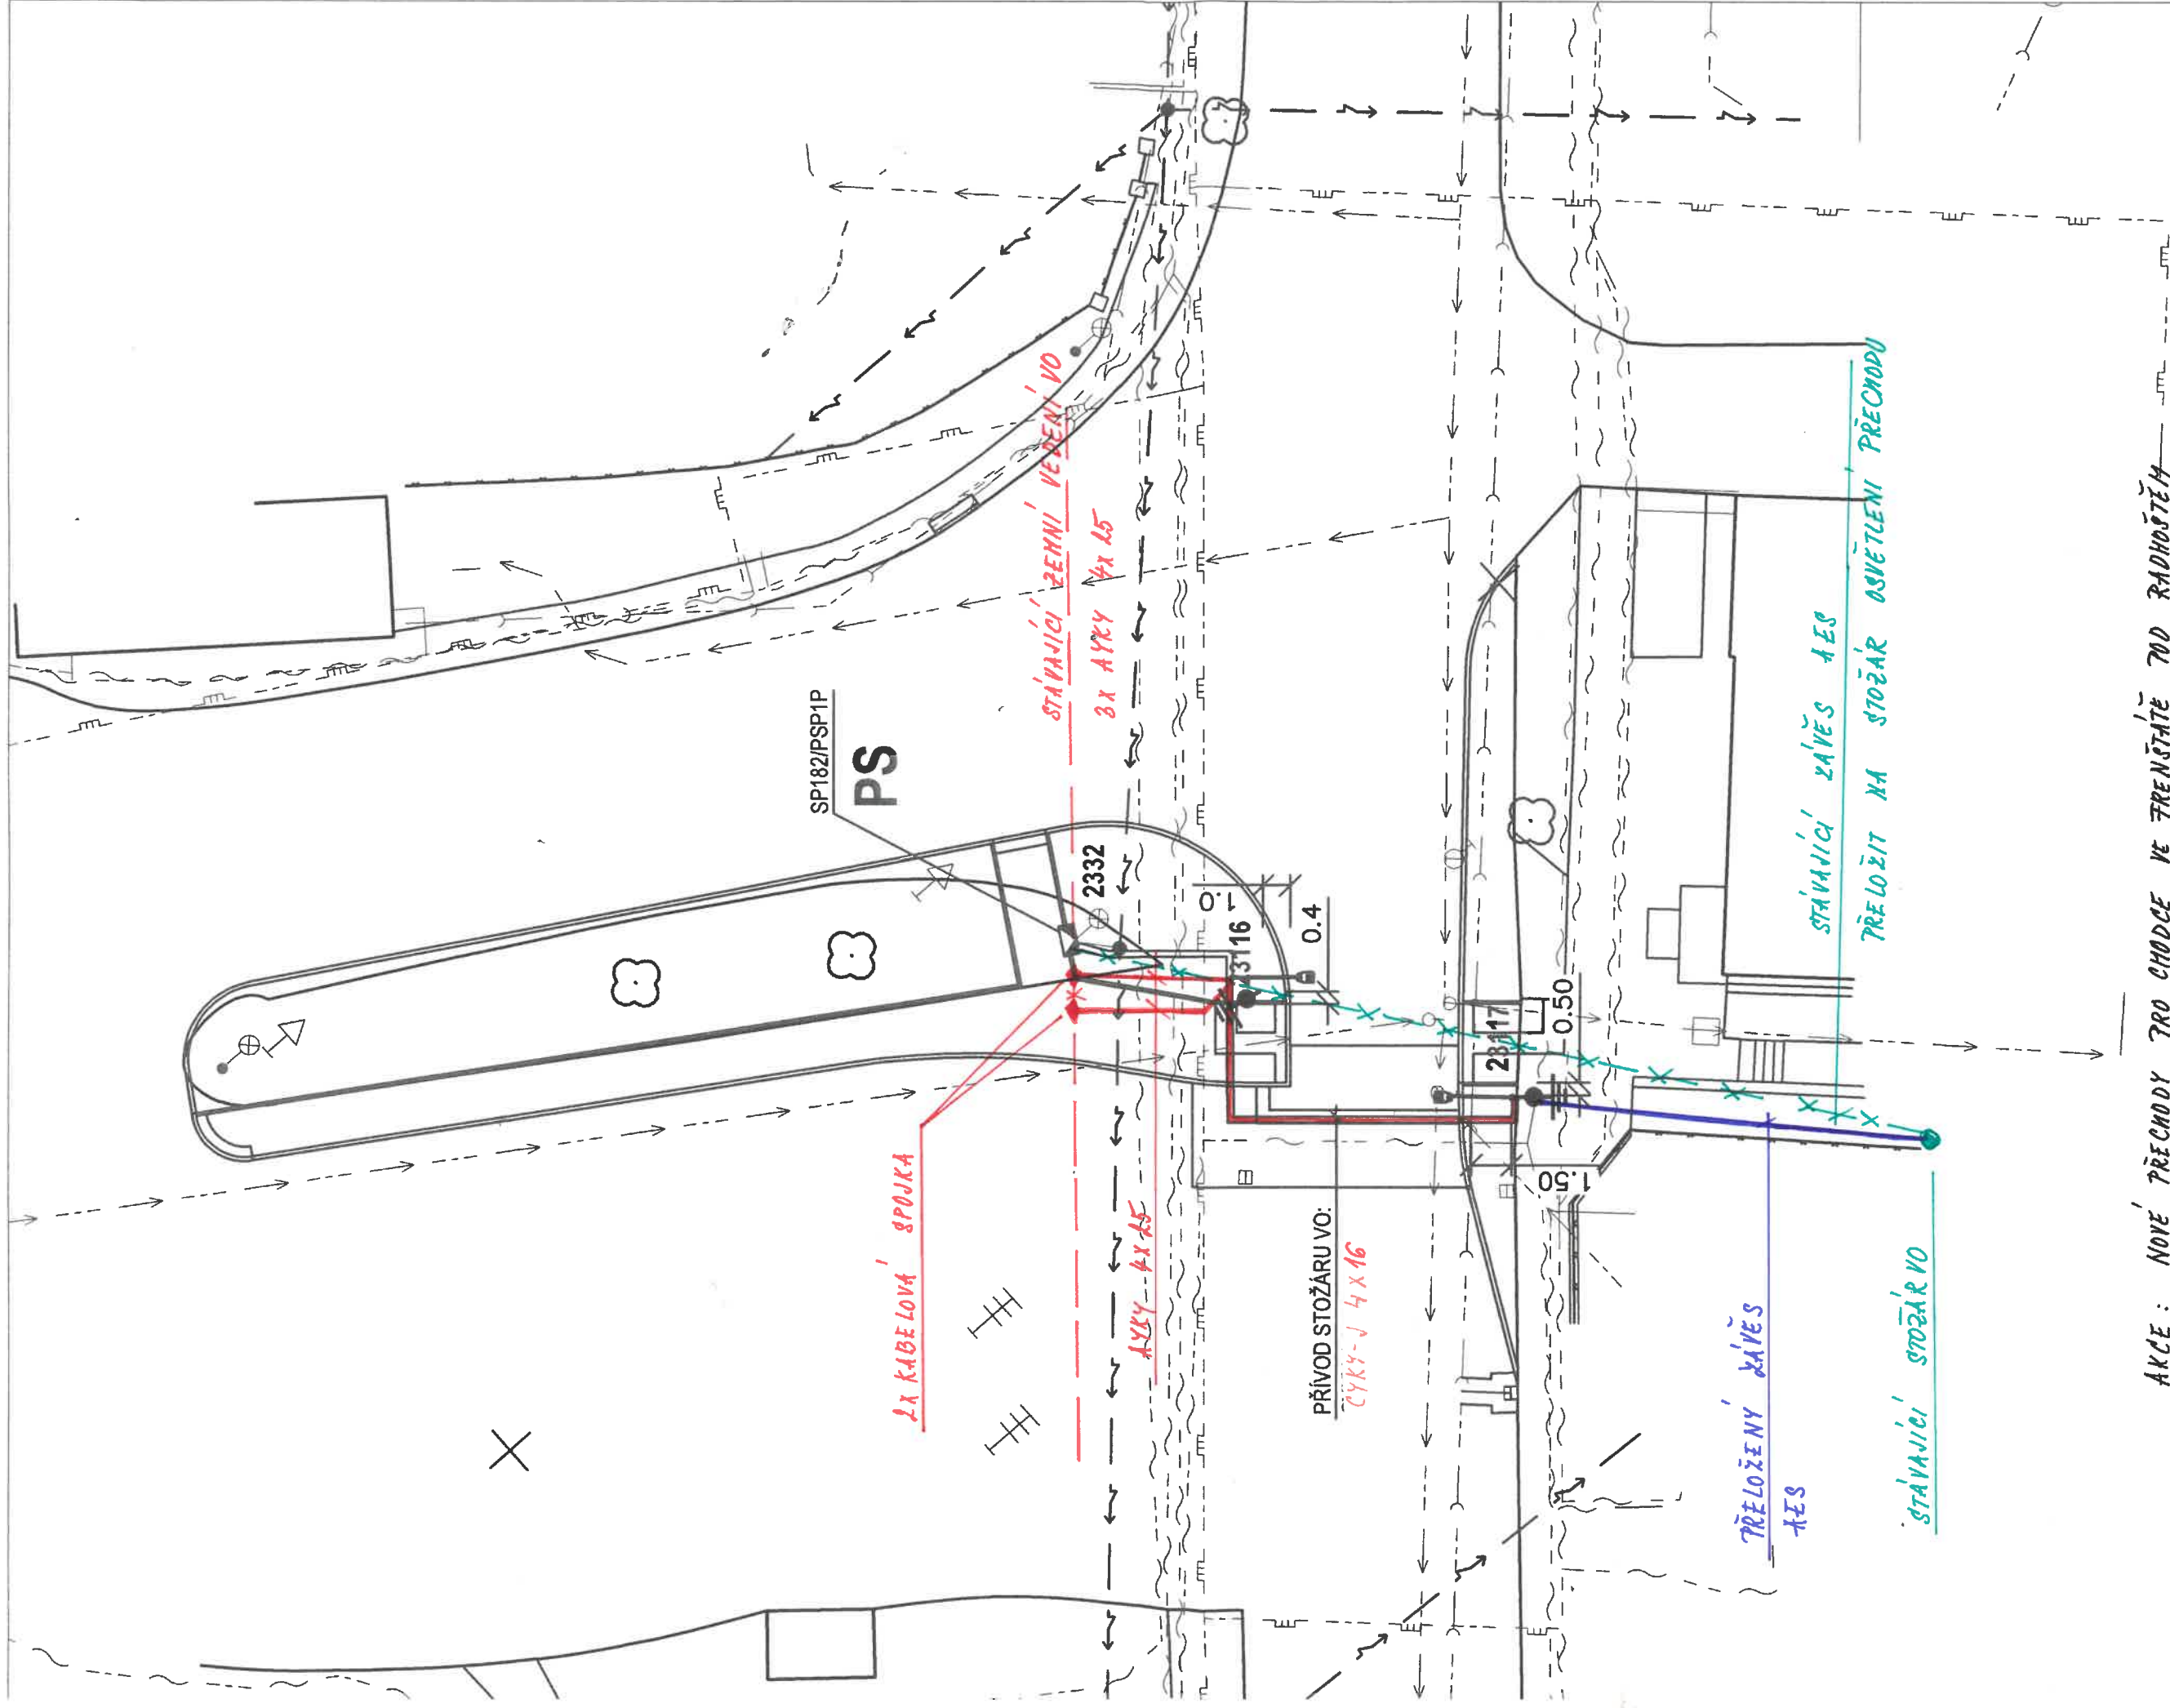 STÁVAJÍCÍ ZEMNÍ VEDENÍ VO
3X AYKY 4x25
SP182/PSP1P
PS
2332
2X KABELOVÁ SPOJKA
AYKY 4x25
1.0
23116
0.4
PŘÍVOD STOŽÁRU VO:
CYKY-J 4x16
23117
0.50
1.50
PŘELOŽENÝ ZÁVĚS
AES
STÁVAJÍCÍ ZÁVĚS AES
PŘELOŽIT NA STOŽÁR OSVĚTLENÍ PŘECHODU
STÁVAJÍCÍ STOŽÁR VO
AKCE: NOVÉ PŘECHODY PRO CHODCE VE FRENŠTÁTĚ POD RADHOŠTĚM